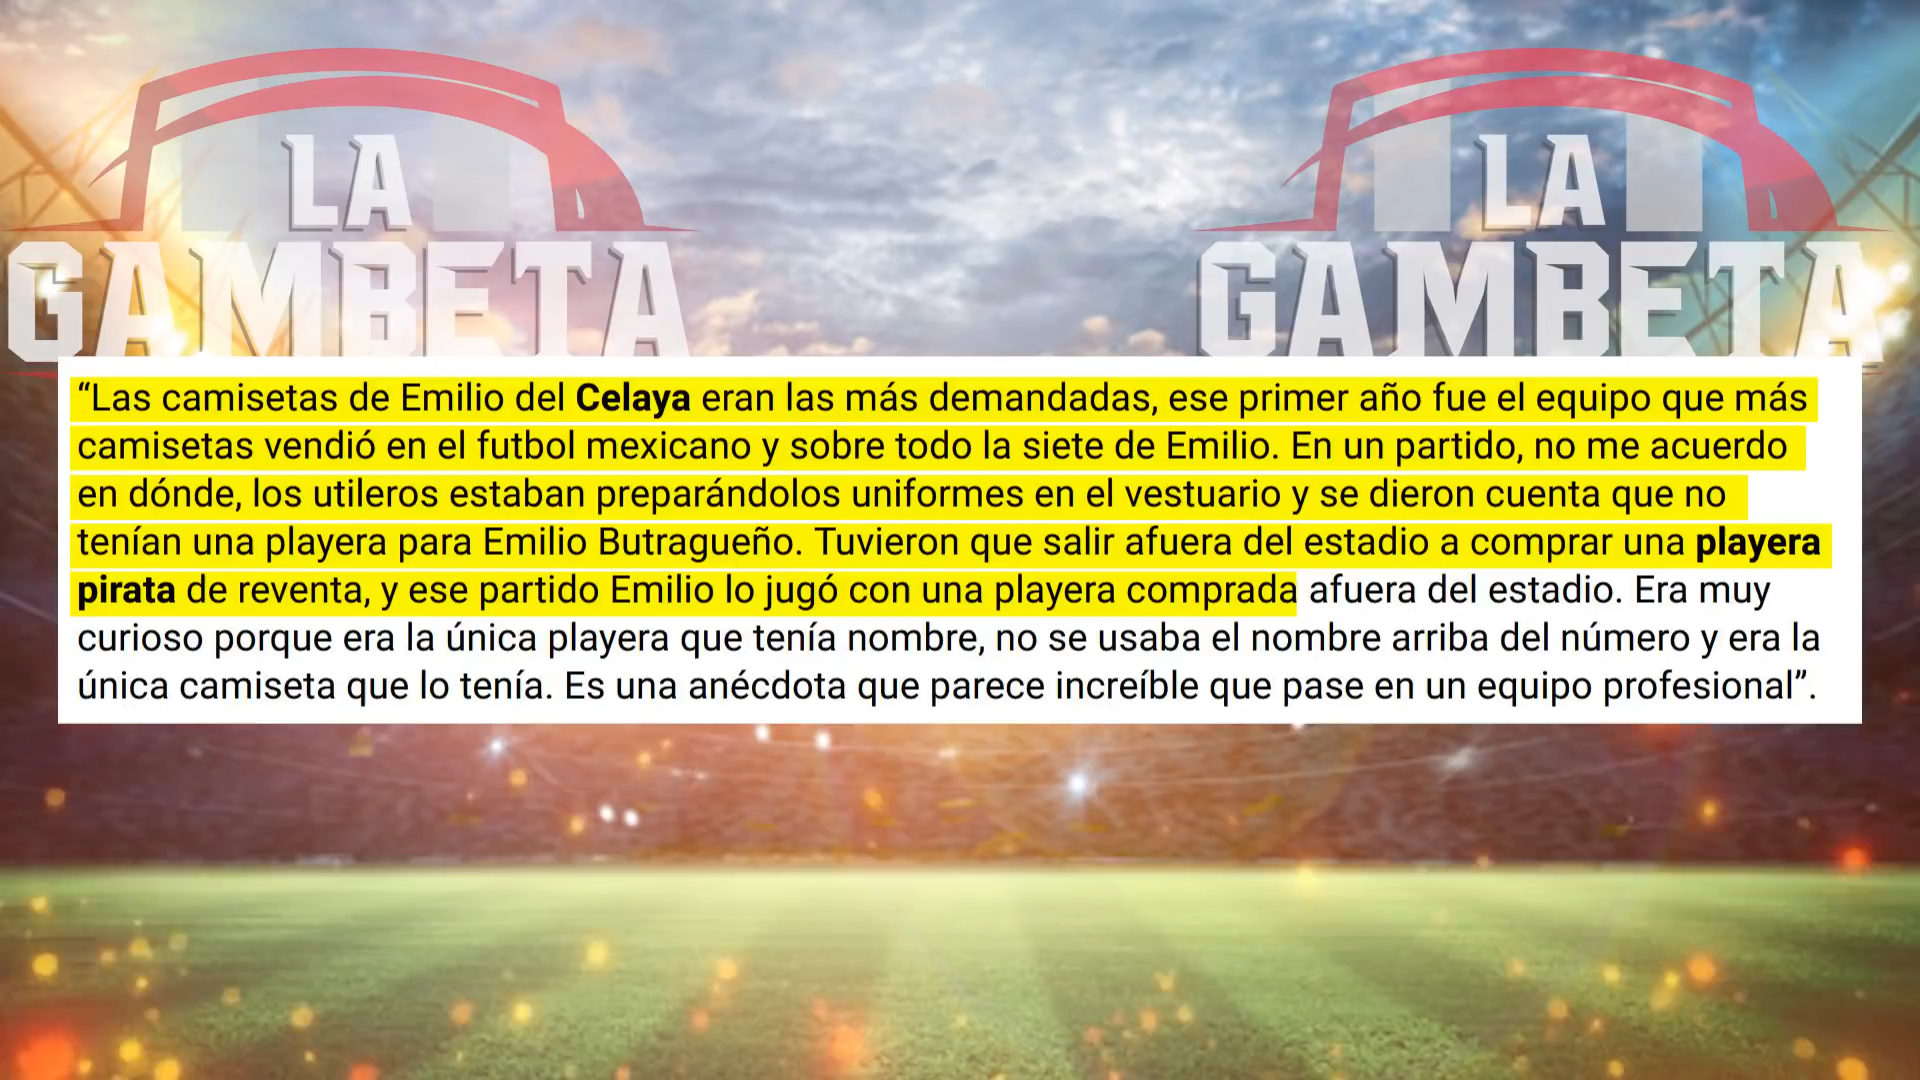 LA
GAMBETA
LA
GAMBETA
“Las camisetas de Emilio del Celaya eran las más demandadas, ese primer año fue el equipo que más
camisetas vendió en el futbol mexicano y sobre todo la siete de Emilio. En un partido, no me acuerdo
en dónde, los utileros estaban preparándolos uniformes en el vestuario y se dieron cuenta que no
tenían una playera para Emilio Butragueño. Tuvieron que salir afuera del estadio a comprar una playera
pirata de reventa, y ese partido Emilio lo jugó con una playera comprada afuera del estadio. Era muy
curioso porque era la única playera que tenía nombre, no se usaba el nombre arriba del número y era la
única camiseta que lo tenía. Es una anécdota que parece increíble que pase en un equipo profesional”.